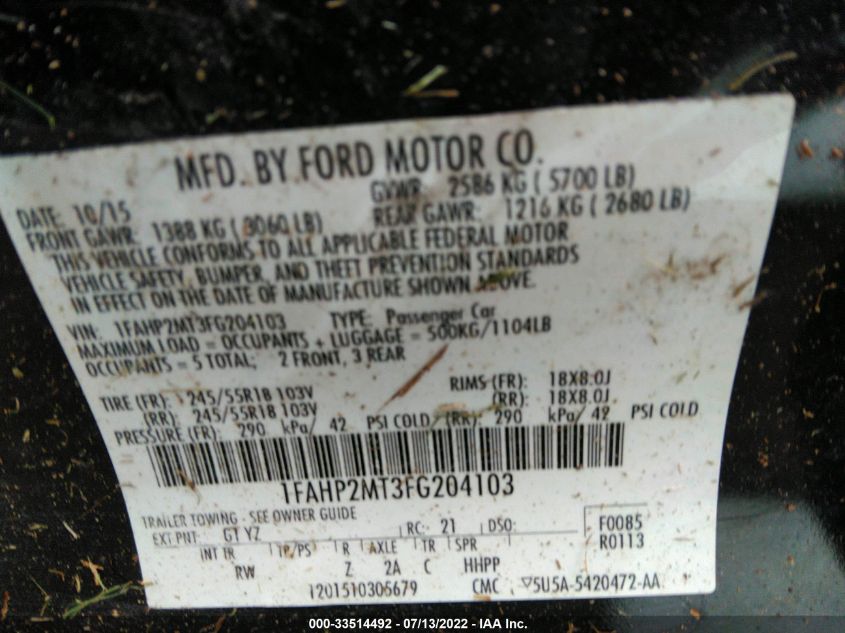 MFD. BY FORD MOTOR CO.
DATE: 10/15 GVWR: 2586 KG ( 5700 LB)
FRONT GAWR: 1388 KG ( 3060 LB) REAR GAWR: 1216 KG ( 2680 LB)
THIS VEHICLE CONFORMS TO ALL APPLICABLE FEDERAL MOTOR
VEHICLE SAFETY, BUMPER, AND THEFT PREVENTION STANDARDS
IN EFFECT ON THE DATE OF MANUFACTURE SHOWN ABOVE.
VIN: 1FAHP2MT3FG204103 TYPE: Passenger Car
MAXIMUM LOAD = OCCUPANTS + LUGGAGE = 500KG/1104LB
OCCUPANTS = 5 TOTAL; 2 FRONT, 3 REAR
TIRE (FR): 245/55R18 103V RIMS (FR): 18X8.0J
(RR): 245/55R18 103V (RR): 18X8.0J
PRESSURE (FR): 290 kPa/ 42 PSI COLD/ (RR): 290 kPa/ 42 PSI COLD
1FAHP2MT3FG204103
TRAILER TOWING - SEE OWNER GUIDE
EXT PNT: GT YZ RC: 21 DSO: F0085
INT TR TP/PS R AXLE TR SPR R0113
RW Z 2A C HHPP
1201510305679 CMC ▽5U5A-5420472-AA
000-33514492 - 07/13/2022 - IAA Inc.